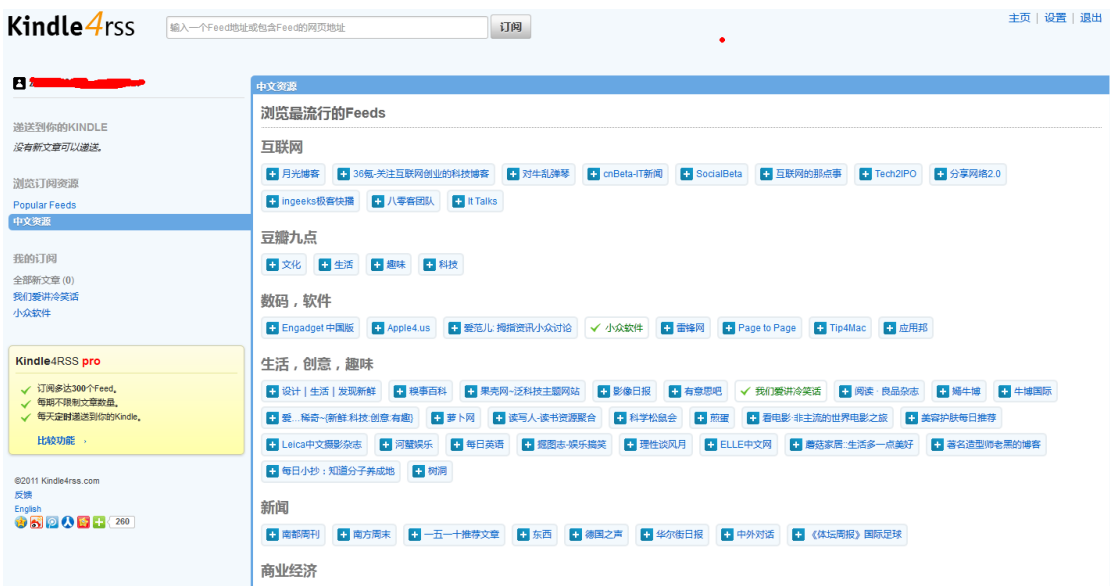 Kindle4rss
输入一个Feed地址或包含Feed的网页地址
订阅
主页 | 设置 | 退出
递送到你的KINDLE
没有新文章可以递送。
浏览订阅资源
Popular Feeds
中文资源
我的订阅
全部新文章 (0)
我们爱讲冷笑话
小众软件
Kindle4RSS pro
订阅多达300个Feed。
每期不限制文章数量。
每天定时递送到你的Kindle。
比较功能
©2011 Kindle4rss.com
反馈
English
260
中文资源
浏览最流行的Feeds
互联网
月光博客 36氪-关注互联网创业的科技博客 对牛乱弹琴 cnBeta-IT新闻 SocialBeta 互联网的那点事 Tech2IPO 分享网络2.0
ingeeks极客快播 八零客团队 It Talks
豆瓣九点
文化 生活 趣味 科技
数码，软件
Engadget 中国版 Apple4.us 爱范儿: 拇指资讯小众讨论 小众软件 雷锋网 Page to Page Tip4Mac 应用邦
生活，创意，趣味
设计 | 生活 | 发现新鲜 糗事百科 果壳网~泛科技主题网站 影像日报 有意思吧 我们爱讲冷笑话 阅读 · 良品杂志 牛博国际
爱...稀奇~{新鲜:科技:创意:有趣} 萝卜网 读写人-读书资源聚合 科学松鼠会 煎蛋 看电影·非主流的世界电影之旅 美容护肤每日推荐
Leica中文摄影杂志 河蟹娱乐 每日英语 掘图志-娱乐搞笑 理性谈风月 ELLE中文网 蘑菇家居::生活多一点美好 著名造型师老黑的博客
每日小抄：知道分子养成地 树洞
新闻
南都周刊 南方周末 一五一十推荐文章 东西 德国之声 华尔街日报 中外对话 《体坛周报》国际足球
商业经济